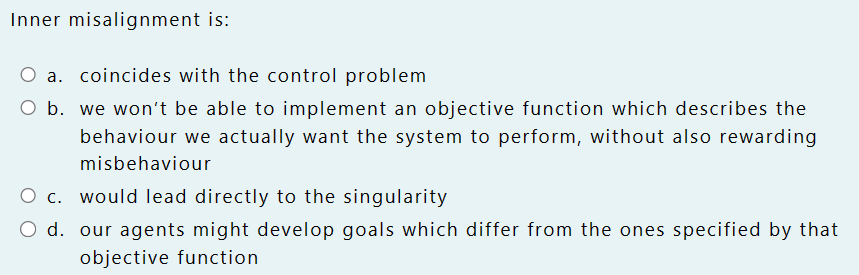 Inner misalignment is:
a. coincides with the control problem
b. we won't be able to implement an objective function which describes the
behaviour we actually want the system to perform, without also rewarding
misbehaviour
c. would lead directly to the singularity
d. our agents might develop goals which differ from the ones specified by that
objective function